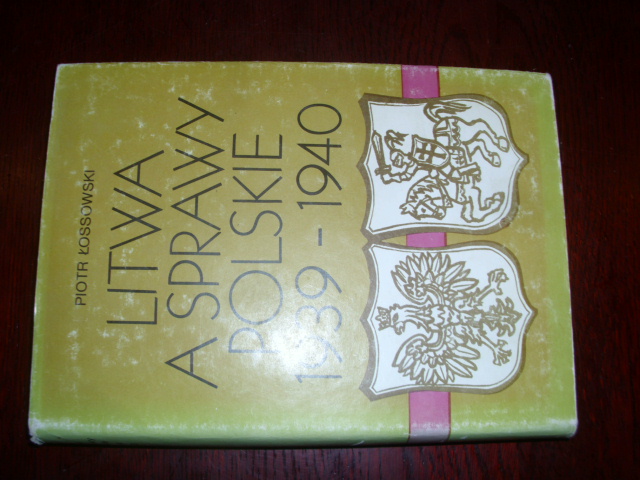 PIOTR ŁOSSOWSKI
LITWA
A SPRAWY
POLSKIE
1939-1940